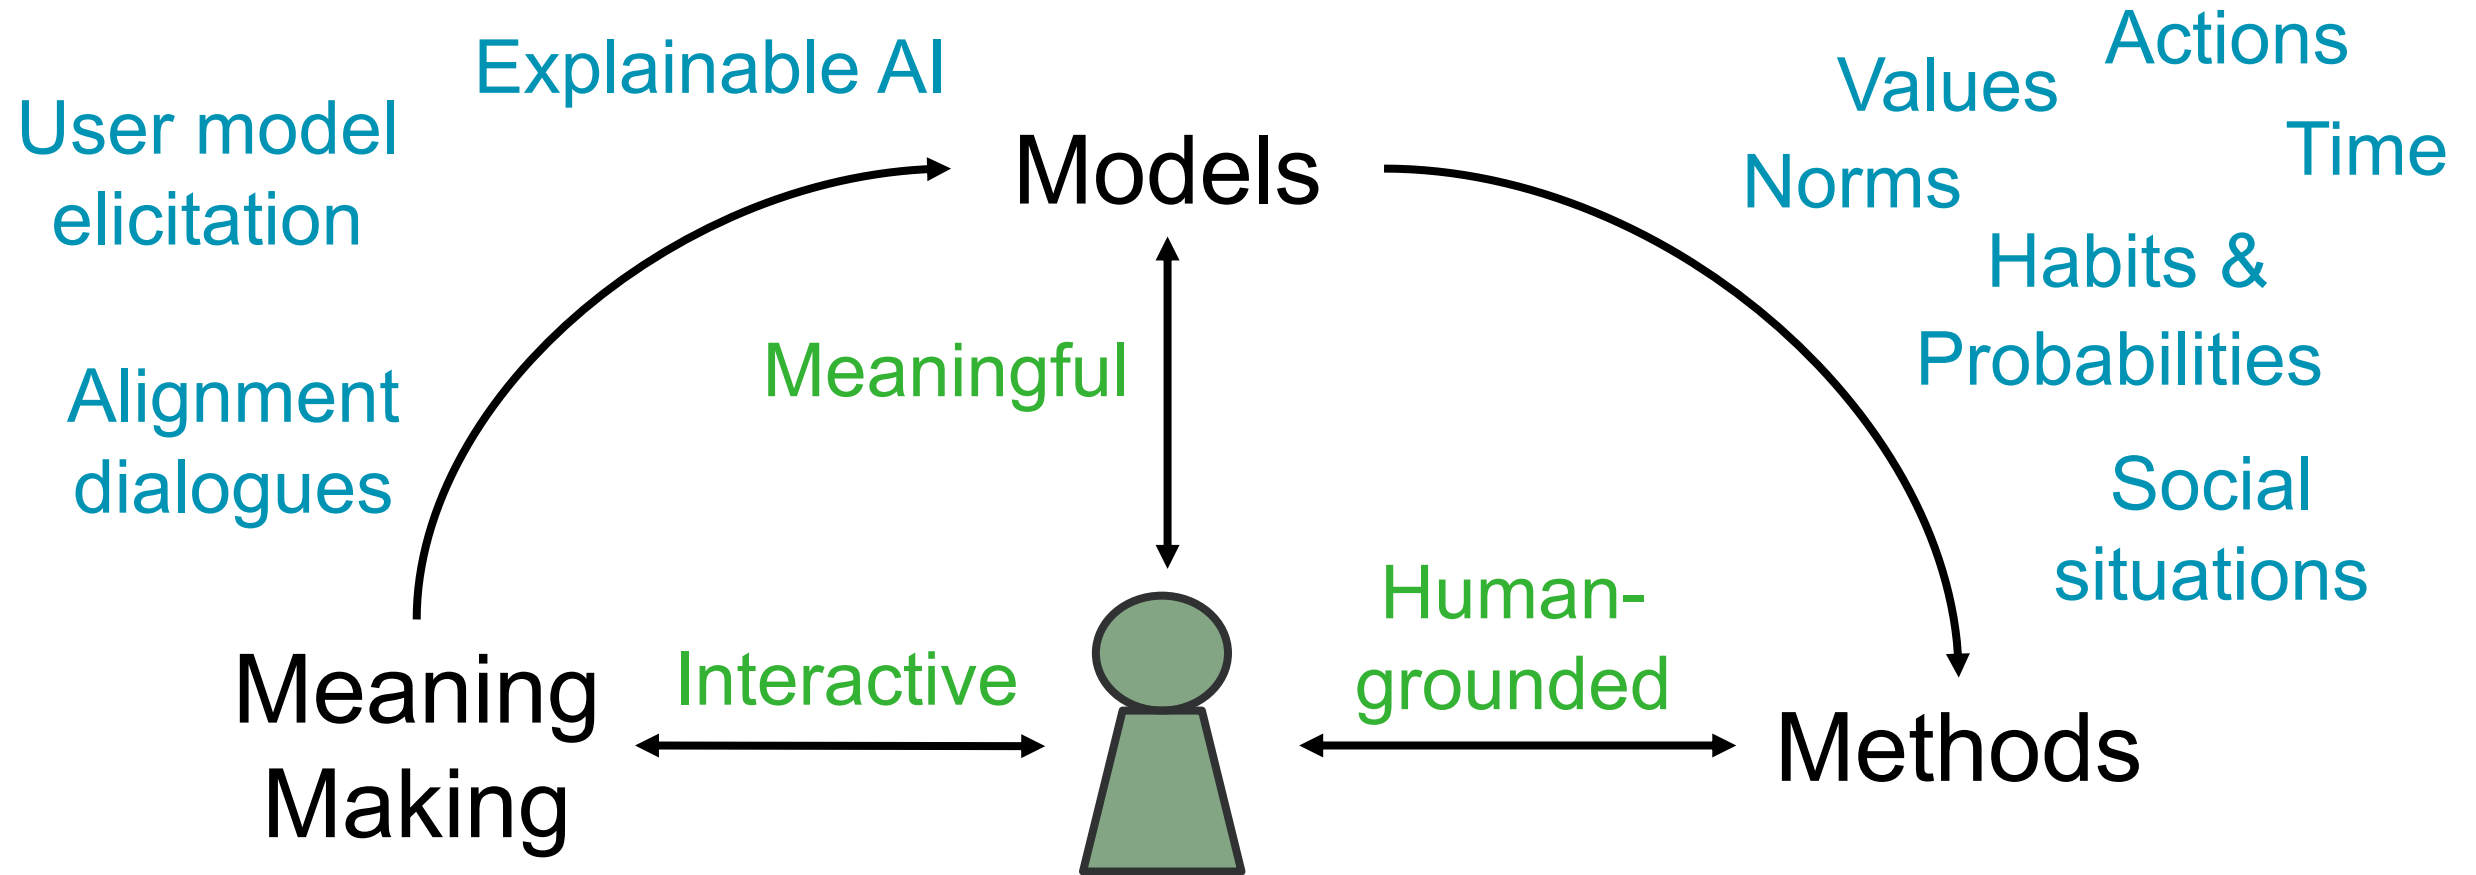 Explainable AI
User model
elicitation
Alignment
dialogues
Models
Values
Actions
Norms
Time
Habits &
Probabilities
Social
situations
Meaningful
Interactive
Human-
grounded
Meaning
Making
Methods